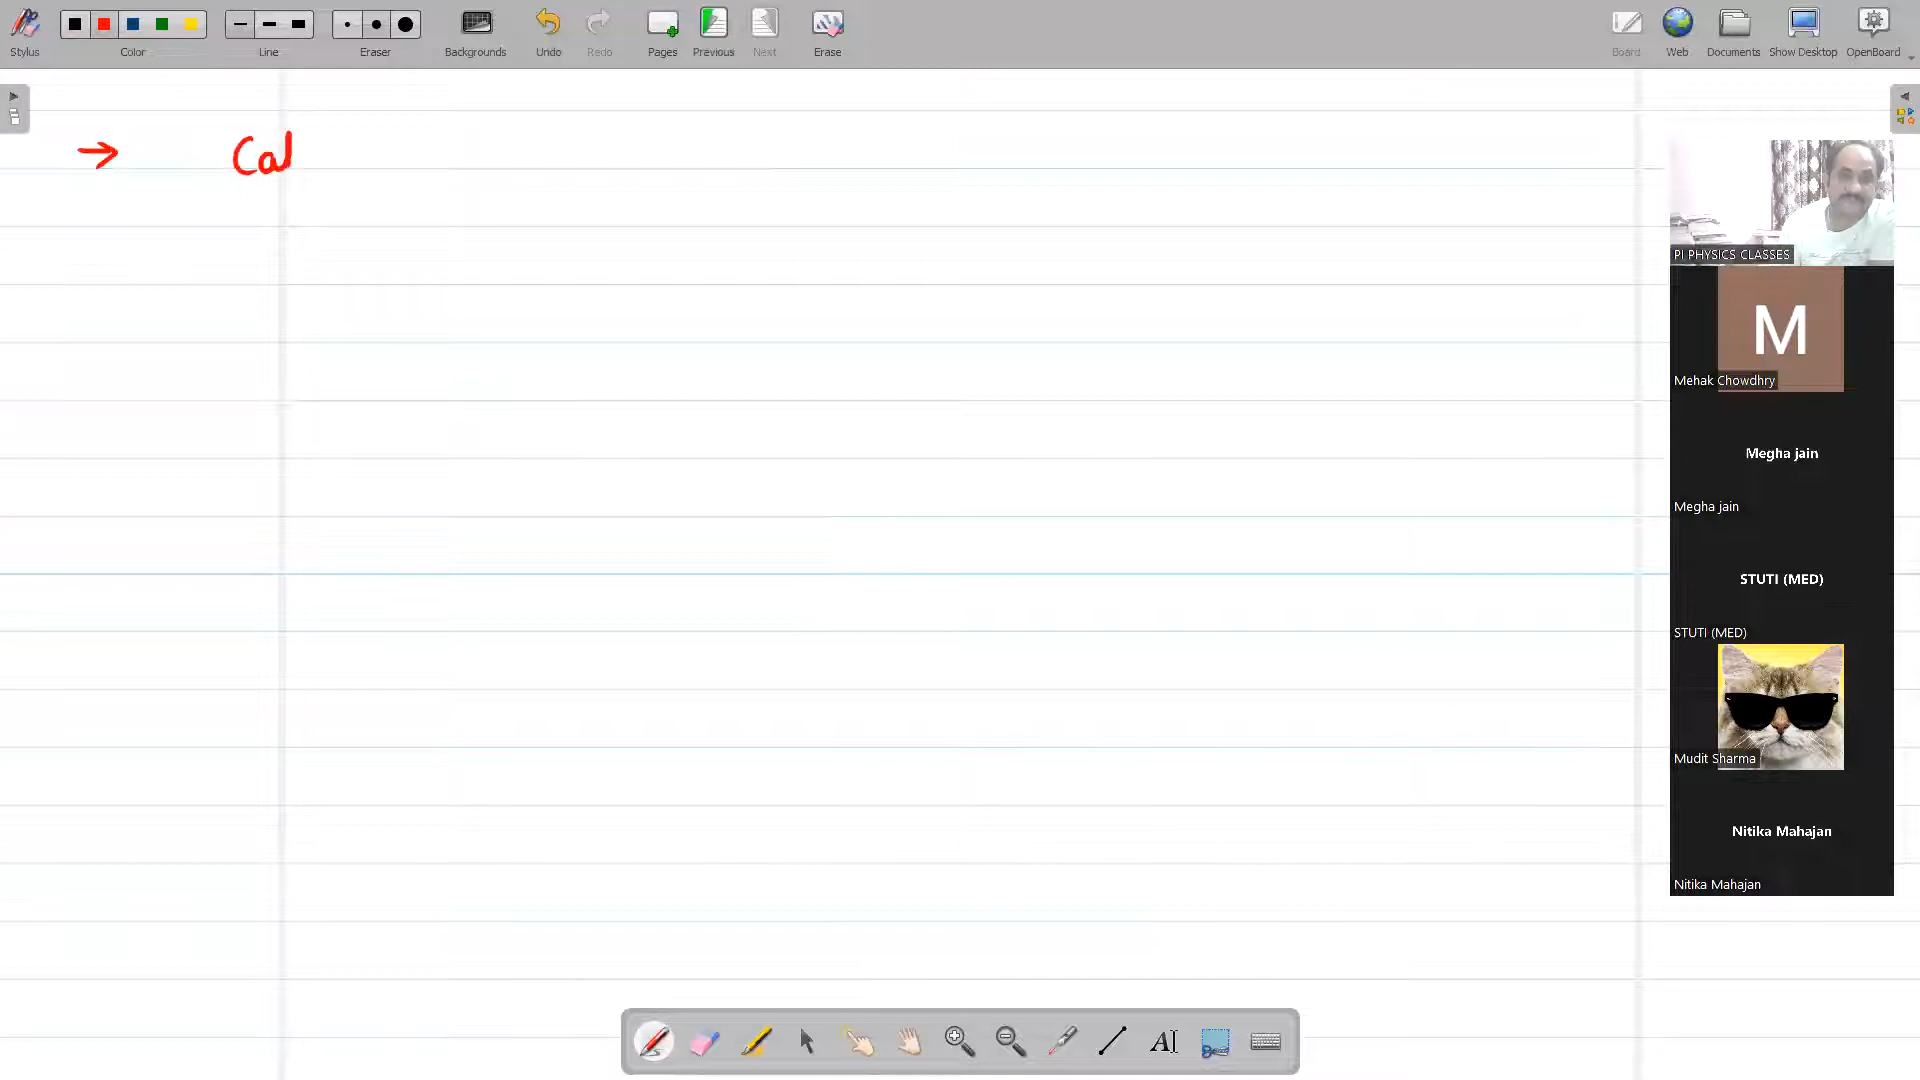 Stylus Color Line Eraser Backgrounds Undo Redo Pages Previous Next Erase Board Web Documents Show Desktop OpenBoard
→ Cal
PI PHYSICS CLASSES
M
Mehak Chowdhry
Megha jain
Megha jain
STUTI (MED)
STUTI (MED)
Mudit Sharma
Nitika Mahajan
Nitika Mahajan
A